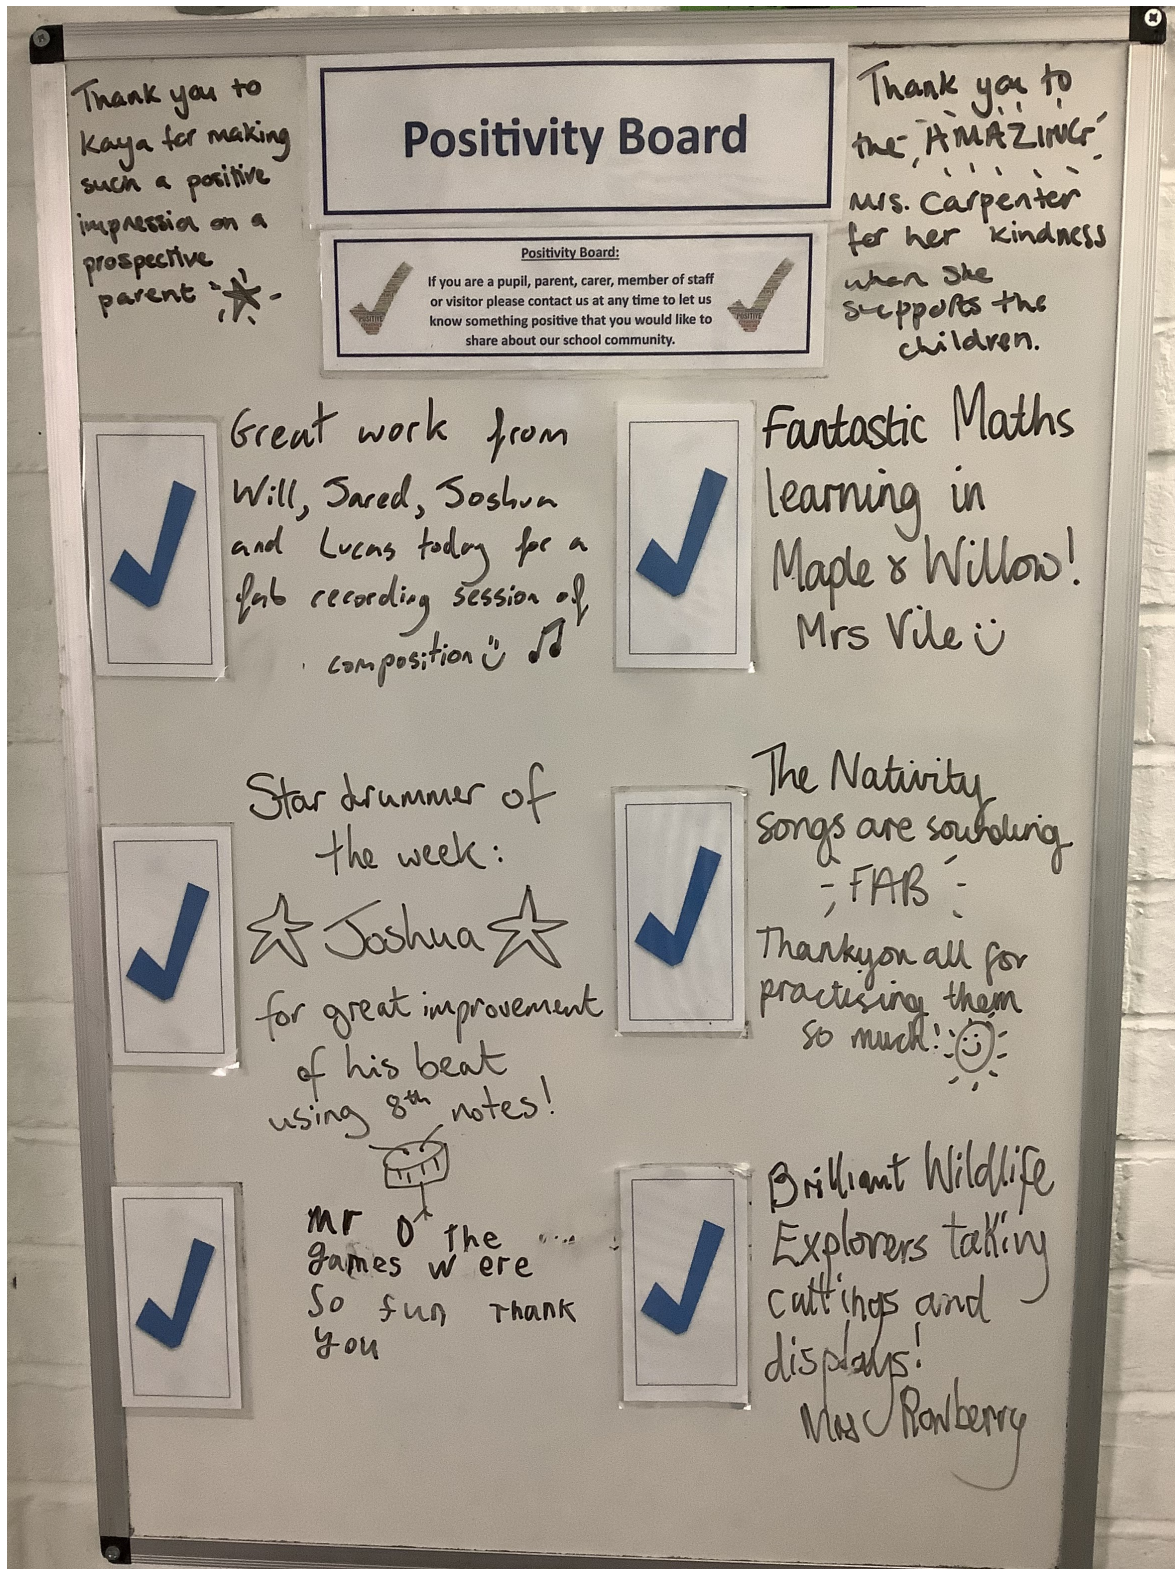 Thank you to
Kaya for making
such a positive
impression on a
prospective
parent
Positivity Board
Positivity Board:
If you are a pupil, parent, carer, member of staff
or visitor please contact us at any time to let us
know something positive that you would like to
share about our school community.
POSITIVE
POSITIVE
Thank you to
the AMAZING
Mrs. Carpenter
for her kindness
when she
supports the
children.
Great work from
Will, Jared, Joshua
and Lucas today for a
fab recording session of
composition
Fantastic Maths
learning in
Maple & Willow!
Mrs Vile
Star drummer of
the week:
Joshua
for great improvement
of his beat
using 8th notes!
The Nativity
songs are sounding
FAB
Thankyou all for
practising them
so much!
Mr O the
games were
So fun Thank
you
Brilliant Wildlife
Explorers taking
cuttings and
displays!
Mrs Rowberry